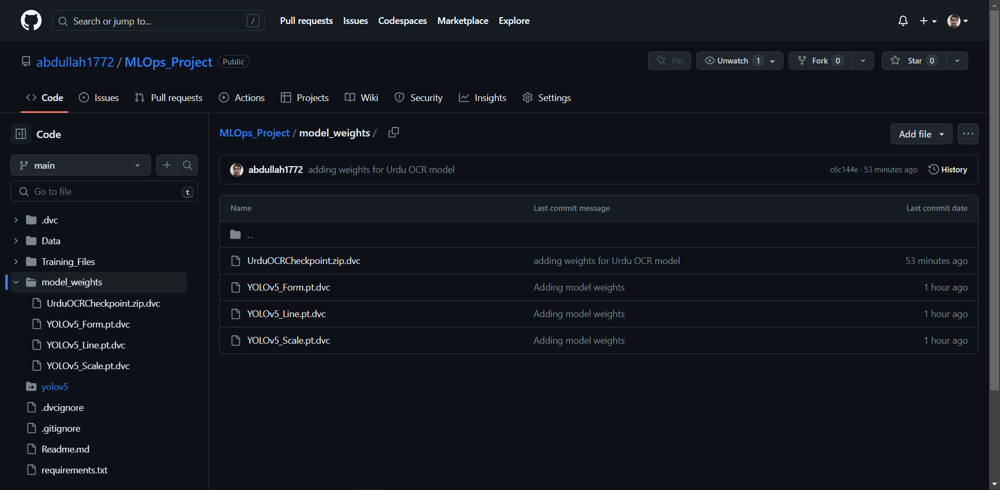 Search or jump to... /
Pull requests Issues Codespaces Marketplace Explore
abdullah1772 / MLOps_Project Public
Pin Unwatch 1 Fork 0 Star 0
Code Issues Pull requests Actions Projects Wiki Security Insights Settings
Code
main
Go to file t
.dvc
Data
Training_Files
model_weights
UrduOCRCheckpoint.zip.dvc
YOLOv5_Form.pt.dvc
YOLOv5_Line.pt.dvc
YOLOv5_Scale.pt.dvc
yolov5
.dvcignore
.gitignore
Readme.md
requirements.txt
MLOps_Project / model_weights /
Add file ...
abdullah1772 adding weights for Urdu OCR model c6c144e · 53 minutes ago History
Name Last commit message Last commit date
..
UrduOCRCheckpoint.zip.dvc adding weights for Urdu OCR model 53 minutes ago
YOLOv5_Form.pt.dvc Adding model weights 1 hour ago
YOLOv5_Line.pt.dvc Adding model weights 1 hour ago
YOLOv5_Scale.pt.dvc Adding model weights 1 hour ago